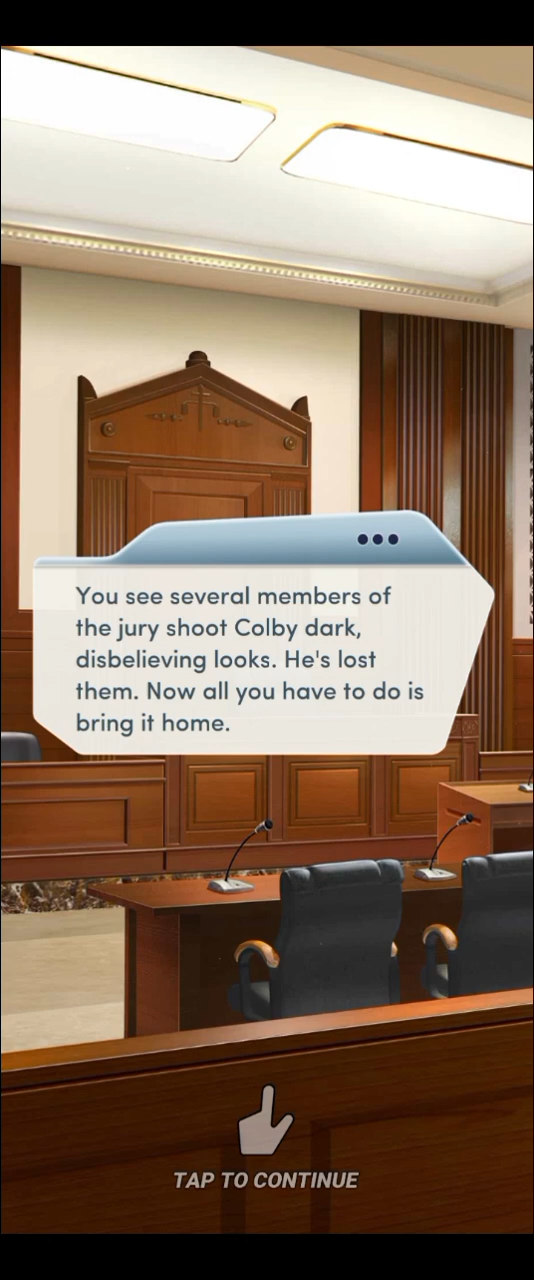 You see several members of
the jury shoot Colby dark,
disbelieving looks. He's lost
them. Now all you have to do is
bring it home.
TAP TO CONTINUE